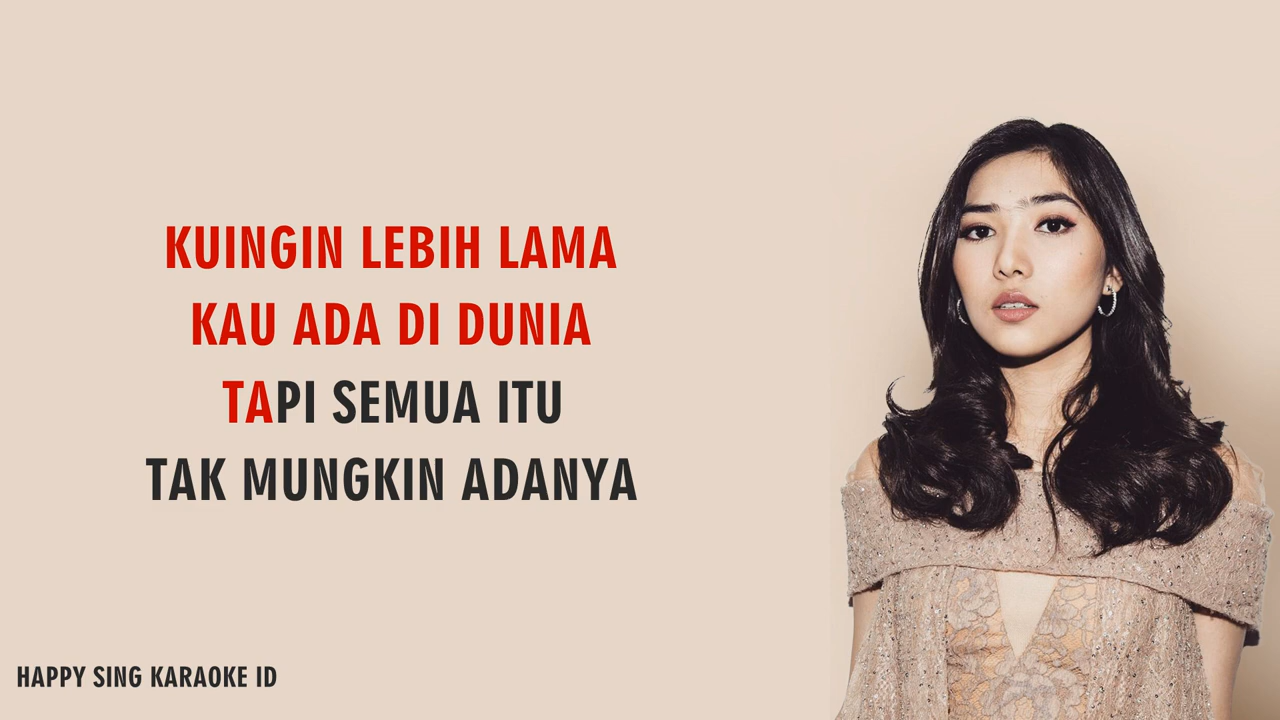 KUINGIN LEBIH LAMA
KAU ADA DI DUNIA
TAPI SEMUA ITU
TAK MUNGKIN ADANYA
HAPPY SING KARAOKE ID